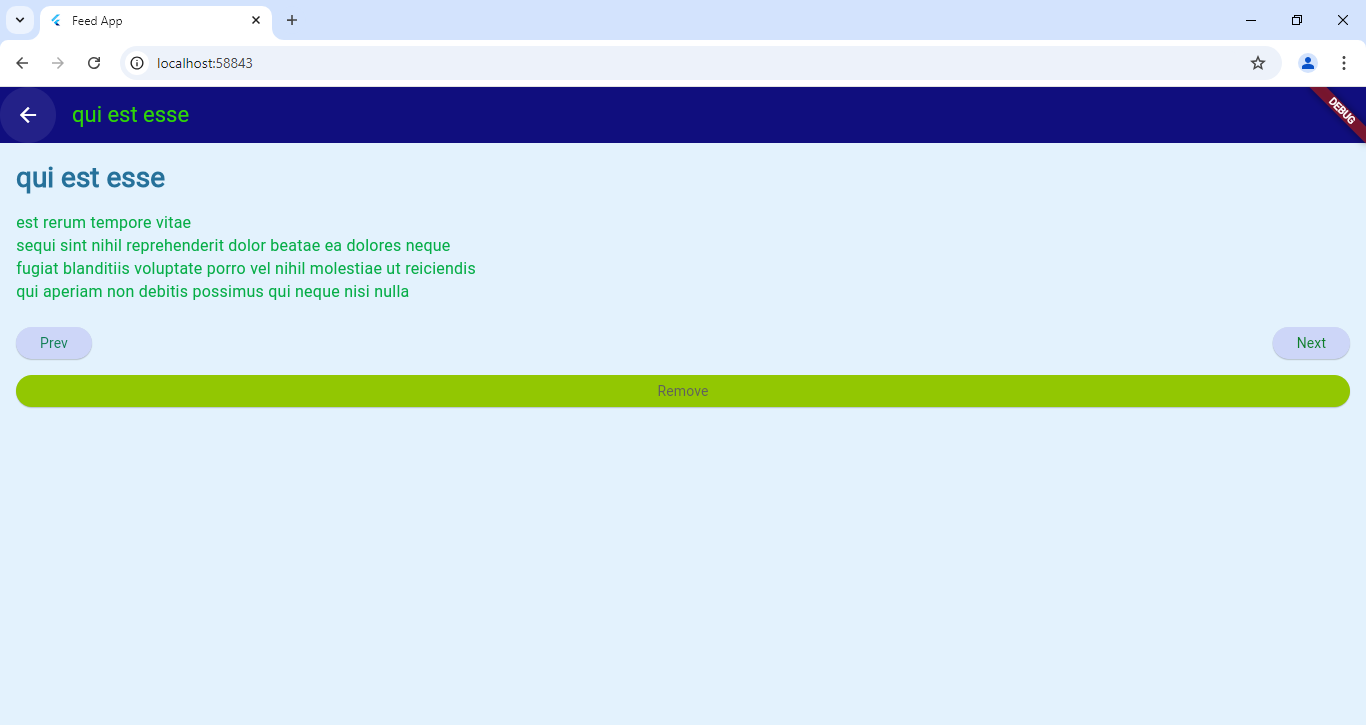 Feed App
localhost:58843
qui est esse
DEBUG
qui est esse
est rerum tempore vitae
sequi sint nihil reprehenderit dolor beatae ea dolores neque
fugiat blanditiis voluptate porro vel nihil molestiae ut reiciendis
qui aperiam non debitis possimus qui neque nisi nulla
Prev
Next
Remove